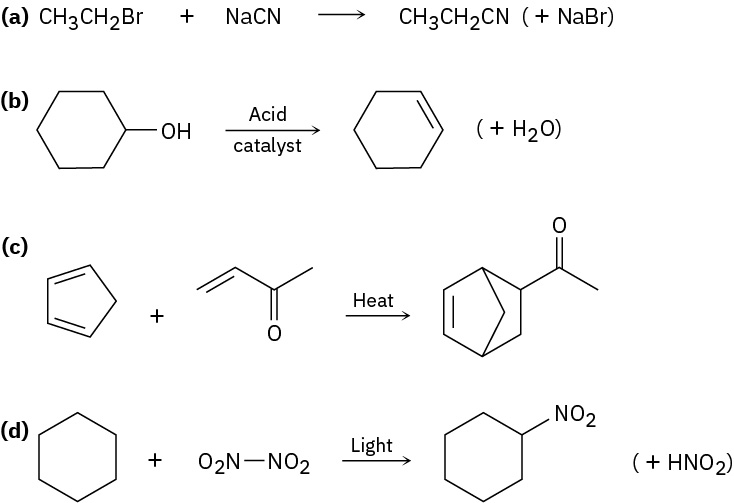 (a) CH₃CH₂Br + NaCN ⟶ CH₃CH₂CN ( + NaBr)
(b)
OH
Acid
catalyst
( + H₂O)
(c)
+
O
Heat
O
(d)
+
O₂N—NO₂
Light
NO₂
( + HNO₂)